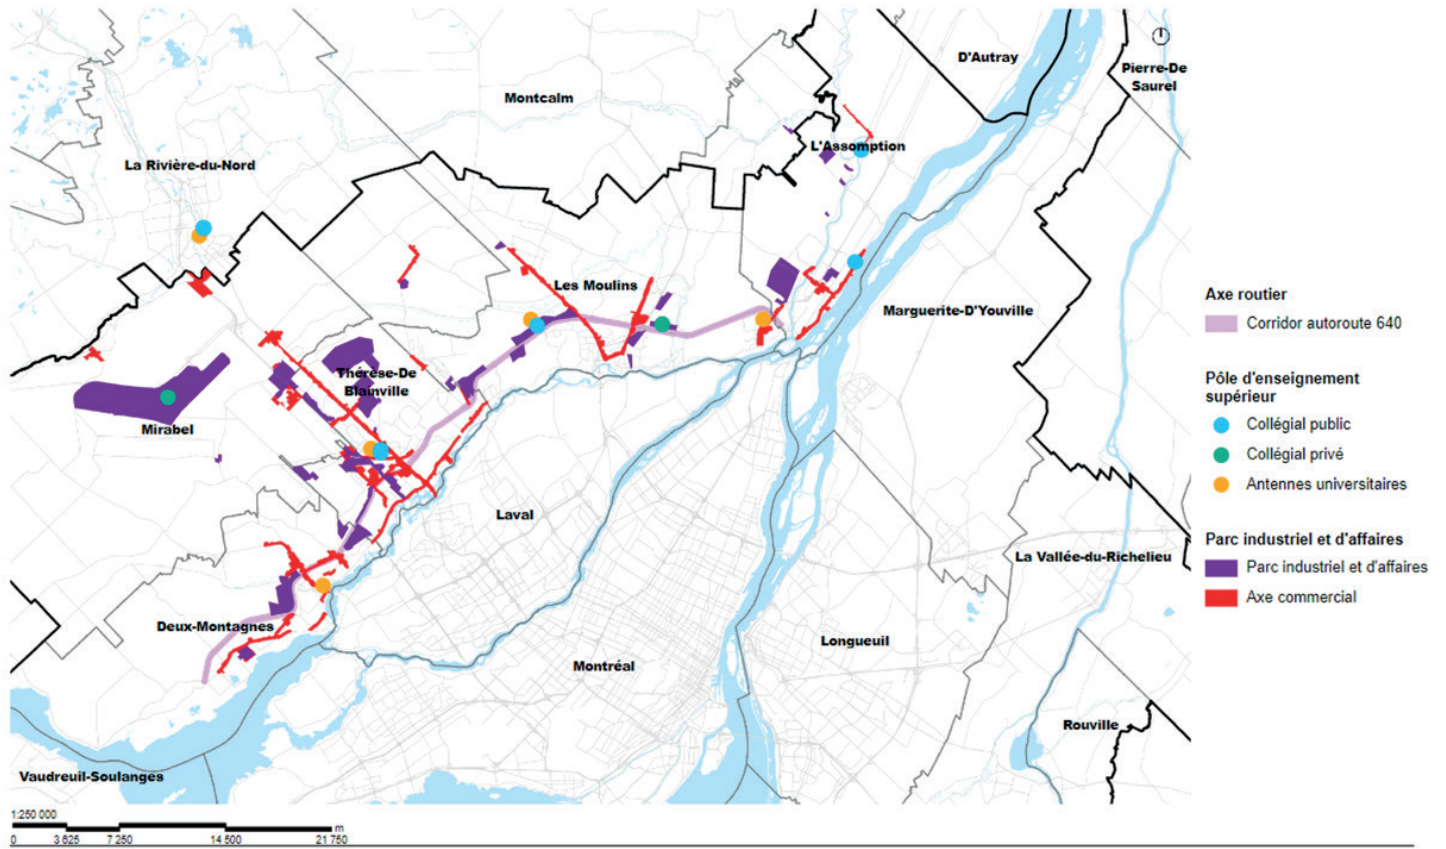 D'Autray
Pierre-De
Saurel
Montcalm
La Rivière-du-Nord
L'Assomption
Les Moulins
Marguerite-D'Youville
Thérèse-De
Blainville
Mirabel
Laval
La Vallée-du-Richelieu
Deux-Montagnes
Longueuil
Montréal
Rouville
Vaudreuil-Soulanges
Axe routier
Corridor autoroute 640
Pôle d'enseignement
supérieur
Collégial public
Collégial privé
Antennes universitaires
Parc industriel et d'affaires
Parc industriel et d'affaires
Axe commercial
1:250 000
m
0 3 625 7 250 14 500 21 750